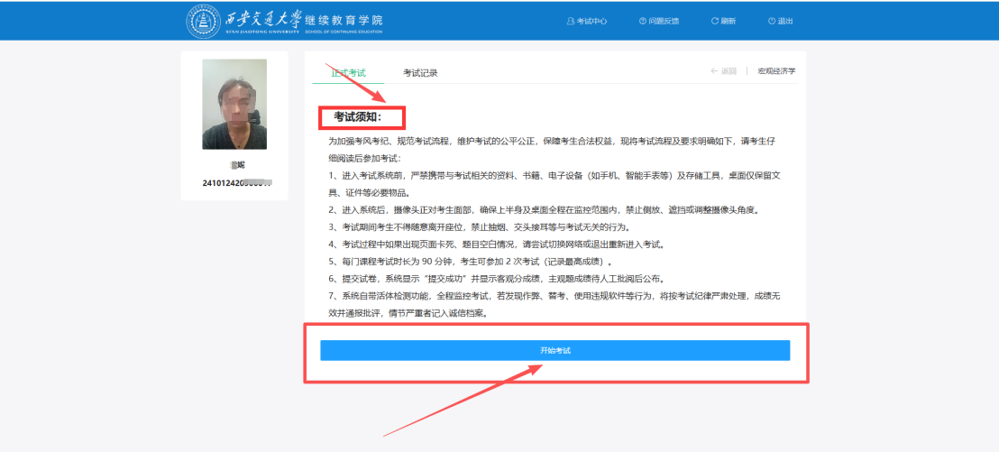 西安交通大学 继续教育学院
XI'AN JIAOTONG UNIVERSITY SCHOOL OF CONTINUING EDUCATION
考试中心 问题反馈 刷新 退出
正式考试 考试记录 返回 宏观经济学
考试须知：
为加强考风考纪、规范考试流程，维护考试的公平公正，保障考生合法权益，现将考试流程及要求明确如下，请考生仔
细阅读后参加考试：
1、进入考试系统前，严禁携带与考试相关的资料、书籍、电子设备（如手机、智能手表等）及存储工具，桌面仅保留文
具、证件等必要物品。
2、进入系统后，摄像头正对考生面部，确保上半身及桌面全程在监控范围内，禁止侧放、遮挡或调整摄像头角度。
3、考试期间考生不得随意离开座位，禁止抽烟、交头接耳等与考试无关的行为。
4、考试过程中如果出现页面卡死、题目空白情况，请尝试切换网络或退出重新进入考试。
5、每门课程考试时长为 90 分钟，考生可参加 2 次考试（记录最高成绩）。
6、提交试卷，系统显示“提交成功”并显示客观分成绩，主观题成绩待人工批阅后公布。
7、系统自带活体检测功能，全程监控考试，若发现作弊、替考、使用违规软件等行为，将按考试纪律严肃处理，成绩无
效并通报批评，情节严重者记入诚信档案。
妮
开始考试